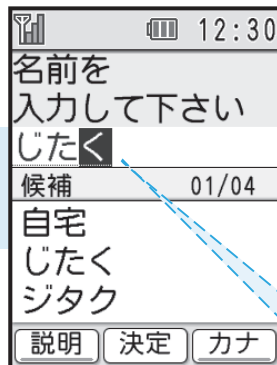 12:30
名前を
入力して下さい
じたく
候補 01/04
自宅
じたく
ジタク
説明 決定 カナ